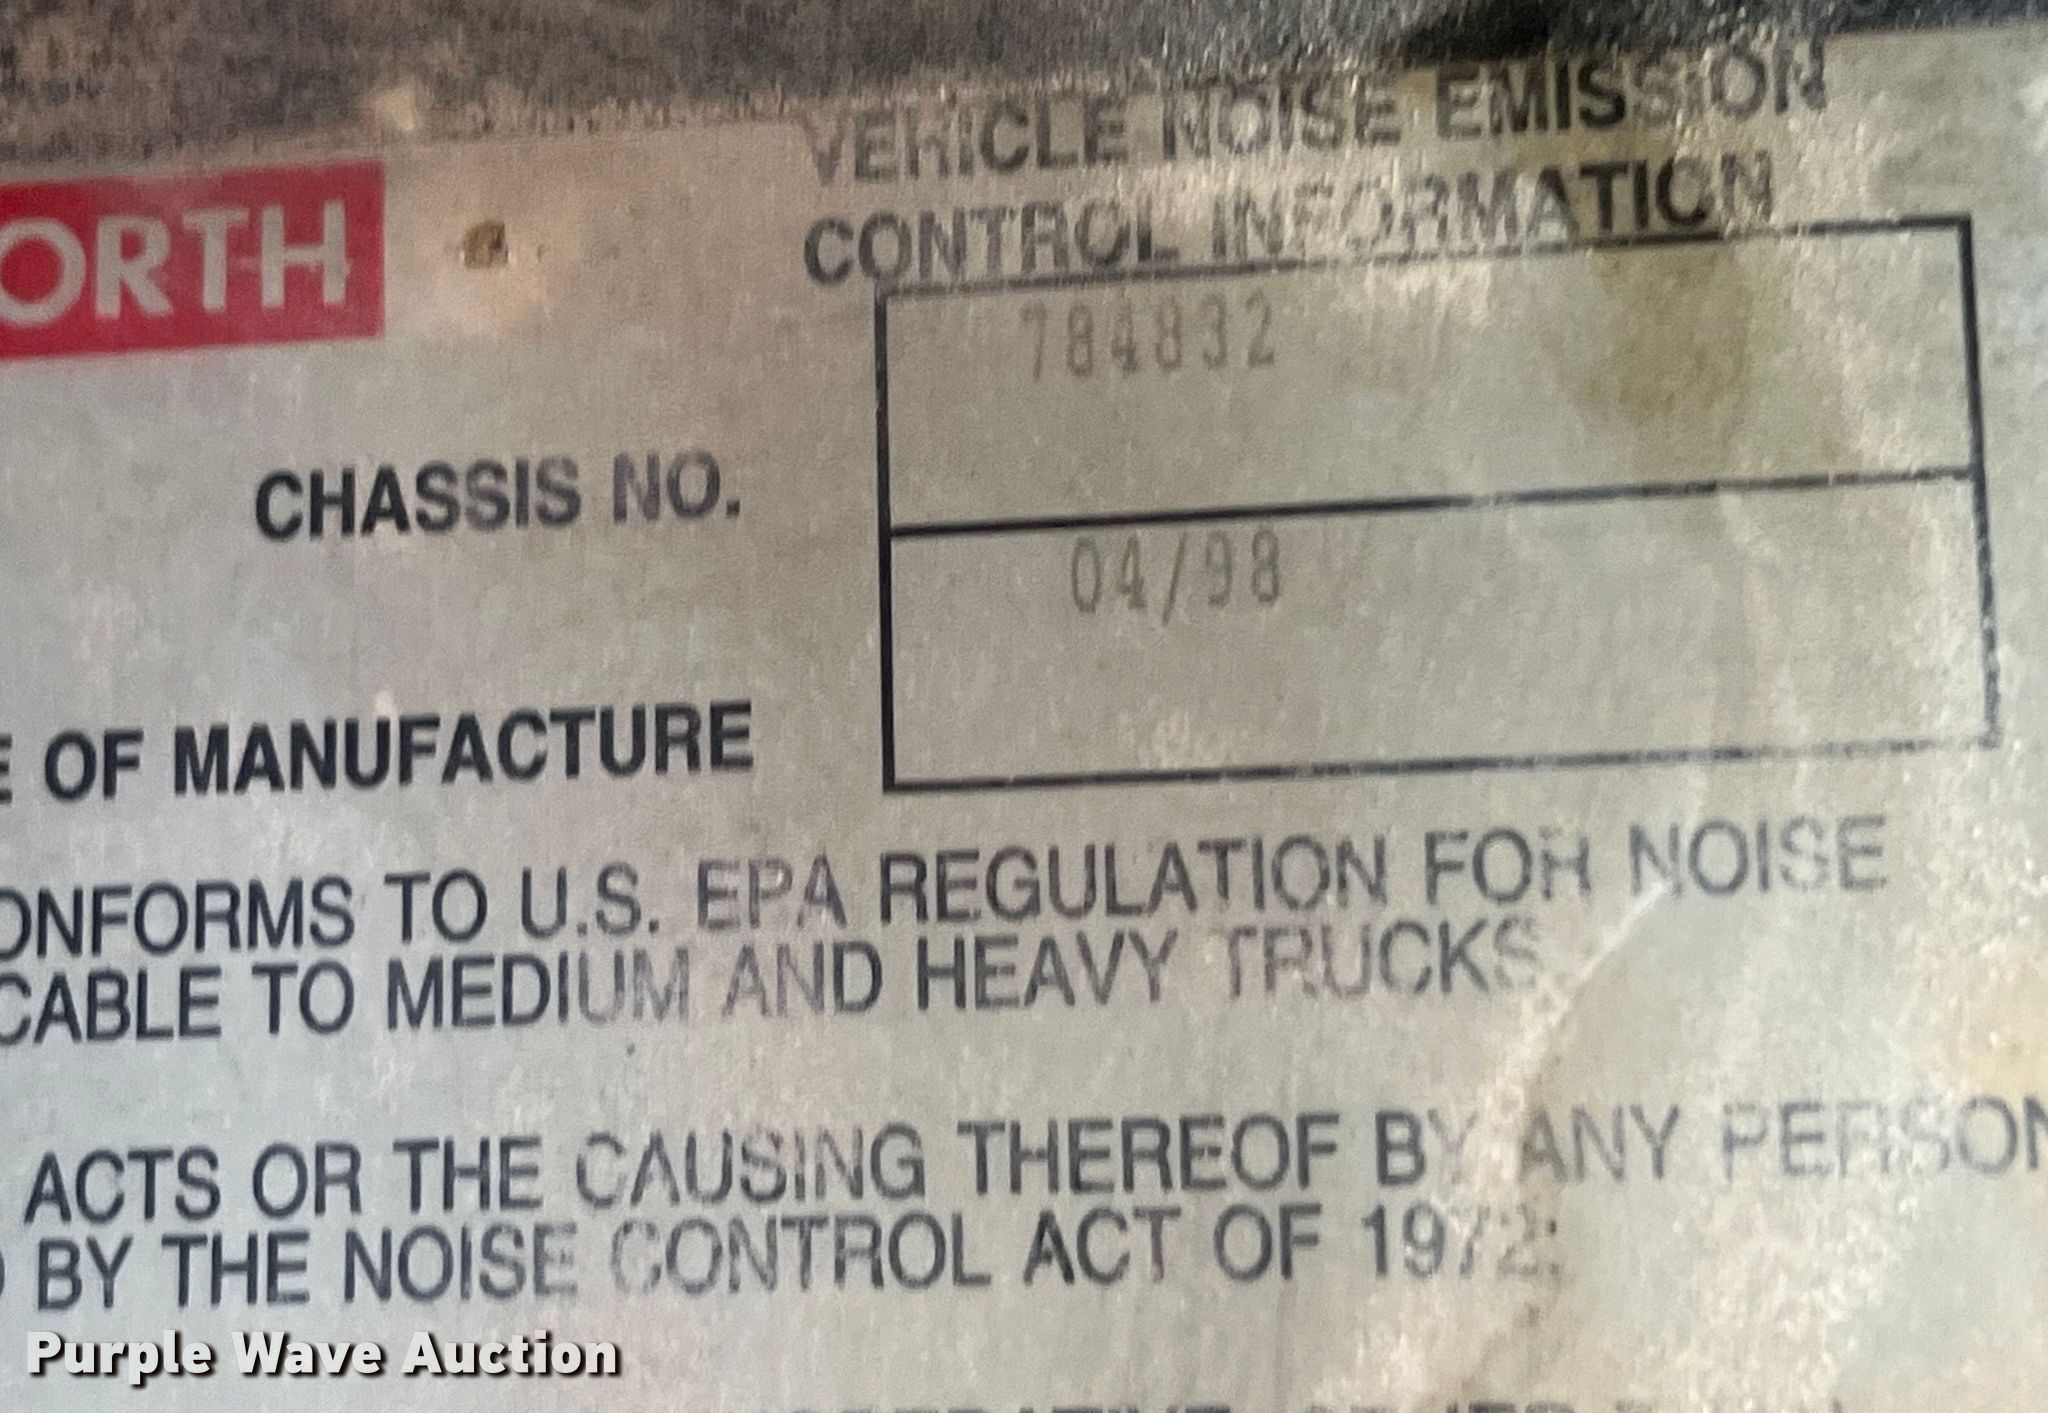 ORTH
VEHICLE NOISE EMISSION
CONTROL INFORMATION
784832
CHASSIS NO.
04/98
E OF MANUFACTURE
ONFORMS TO U.S. EPA REGULATION FOR NOISE
CABLE TO MEDIUM AND HEAVY TRUCKS
ACTS OR THE CAUSING THEREOF BY ANY PERSON
BY THE NOISE CONTROL ACT OF 1972:
Purple Wave Auction